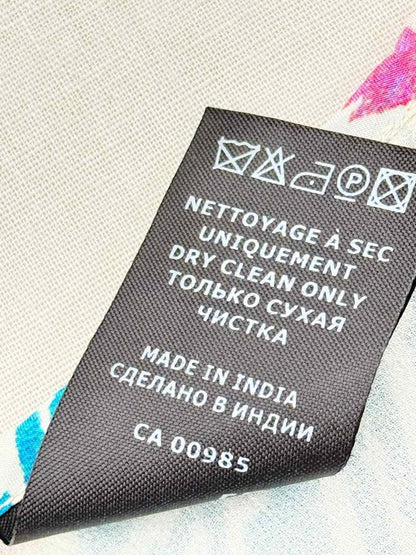 P
NETTOYAGE À SEC
UNIQUEMENT
DRY CLEAN ONLY
ТОЛЬКО СУХАЯ
ЧИСТКА
MADE IN INDIA
СДЕЛАНО В ИНДИИ
CA 00985